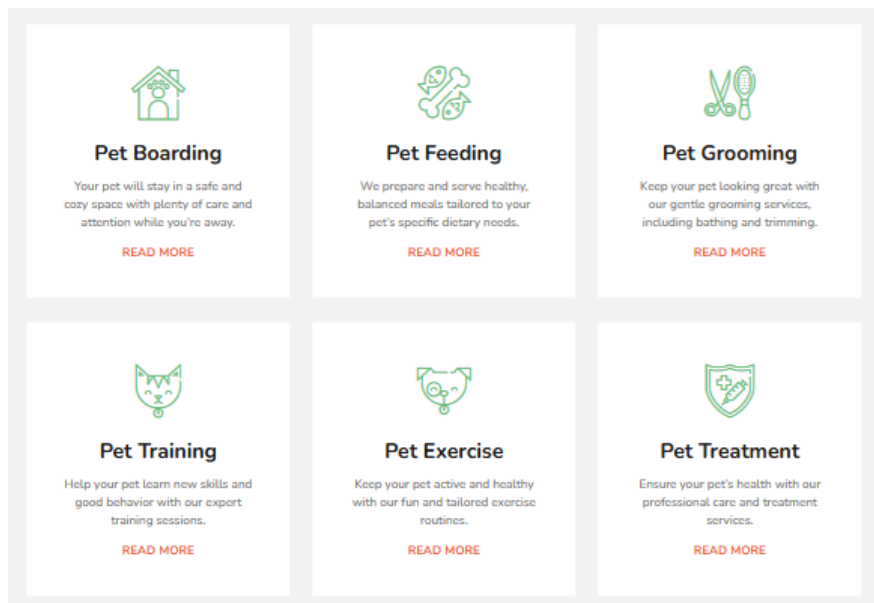 Pet Boarding
Your pet will stay in a safe and
cozy space with plenty of care and
attention while you're away.
READ MORE
Pet Feeding
We prepare and serve healthy,
balanced meals tailored to your
pet's specific dietary needs.
READ MORE
Pet Grooming
Keep your pet looking great with
our gentle grooming services,
including bathing and trimming.
READ MORE
Pet Training
Help your pet learn new skills and
good behavior with our expert
training sessions.
READ MORE
Pet Exercise
Keep your pet active and healthy
with our fun and tailored exercise
routines.
READ MORE
Pet Treatment
Ensure your pet's health with our
professional care and treatment
services.
READ MORE